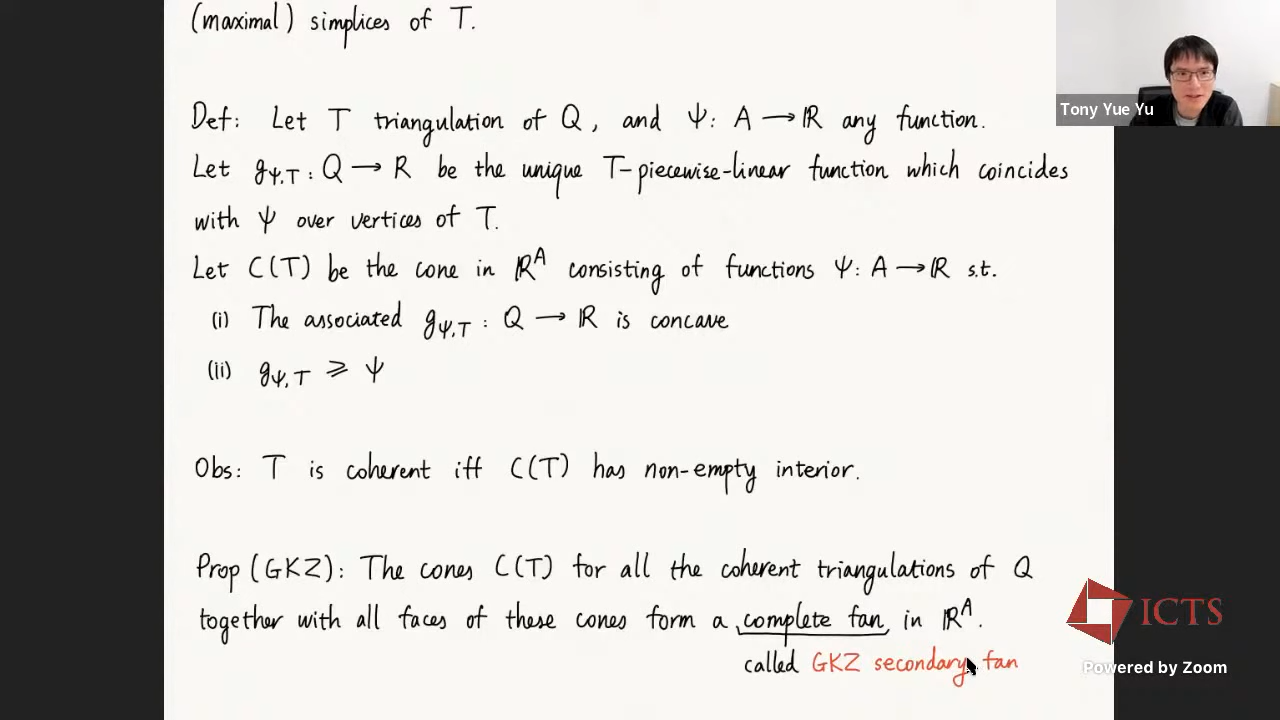 (maximal) simplices of T.
Tony Yue Yu
Def: Let T triangulation of Q, and Ψ: A → ℝ any function.
Let g_{Ψ,T} : Q → ℝ be the unique T-piecewise-linear function which coincides
with Ψ over vertices of T.
Let C(T) be the cone in ℝ^A consisting of functions Ψ: A → ℝ s.t.
(i) The associated g_{Ψ,T} : Q → ℝ is concave
(ii) g_{Ψ,T} ⩾ Ψ
Obs: T is coherent iff C(T) has non-empty interior.
Prop (GKZ): The cones C(T) for all the coherent triangulations of Q
together with all faces of these cones form a complete fan in ℝ^A.
called GKZ secondary fan
ICTS
Powered by Zoom